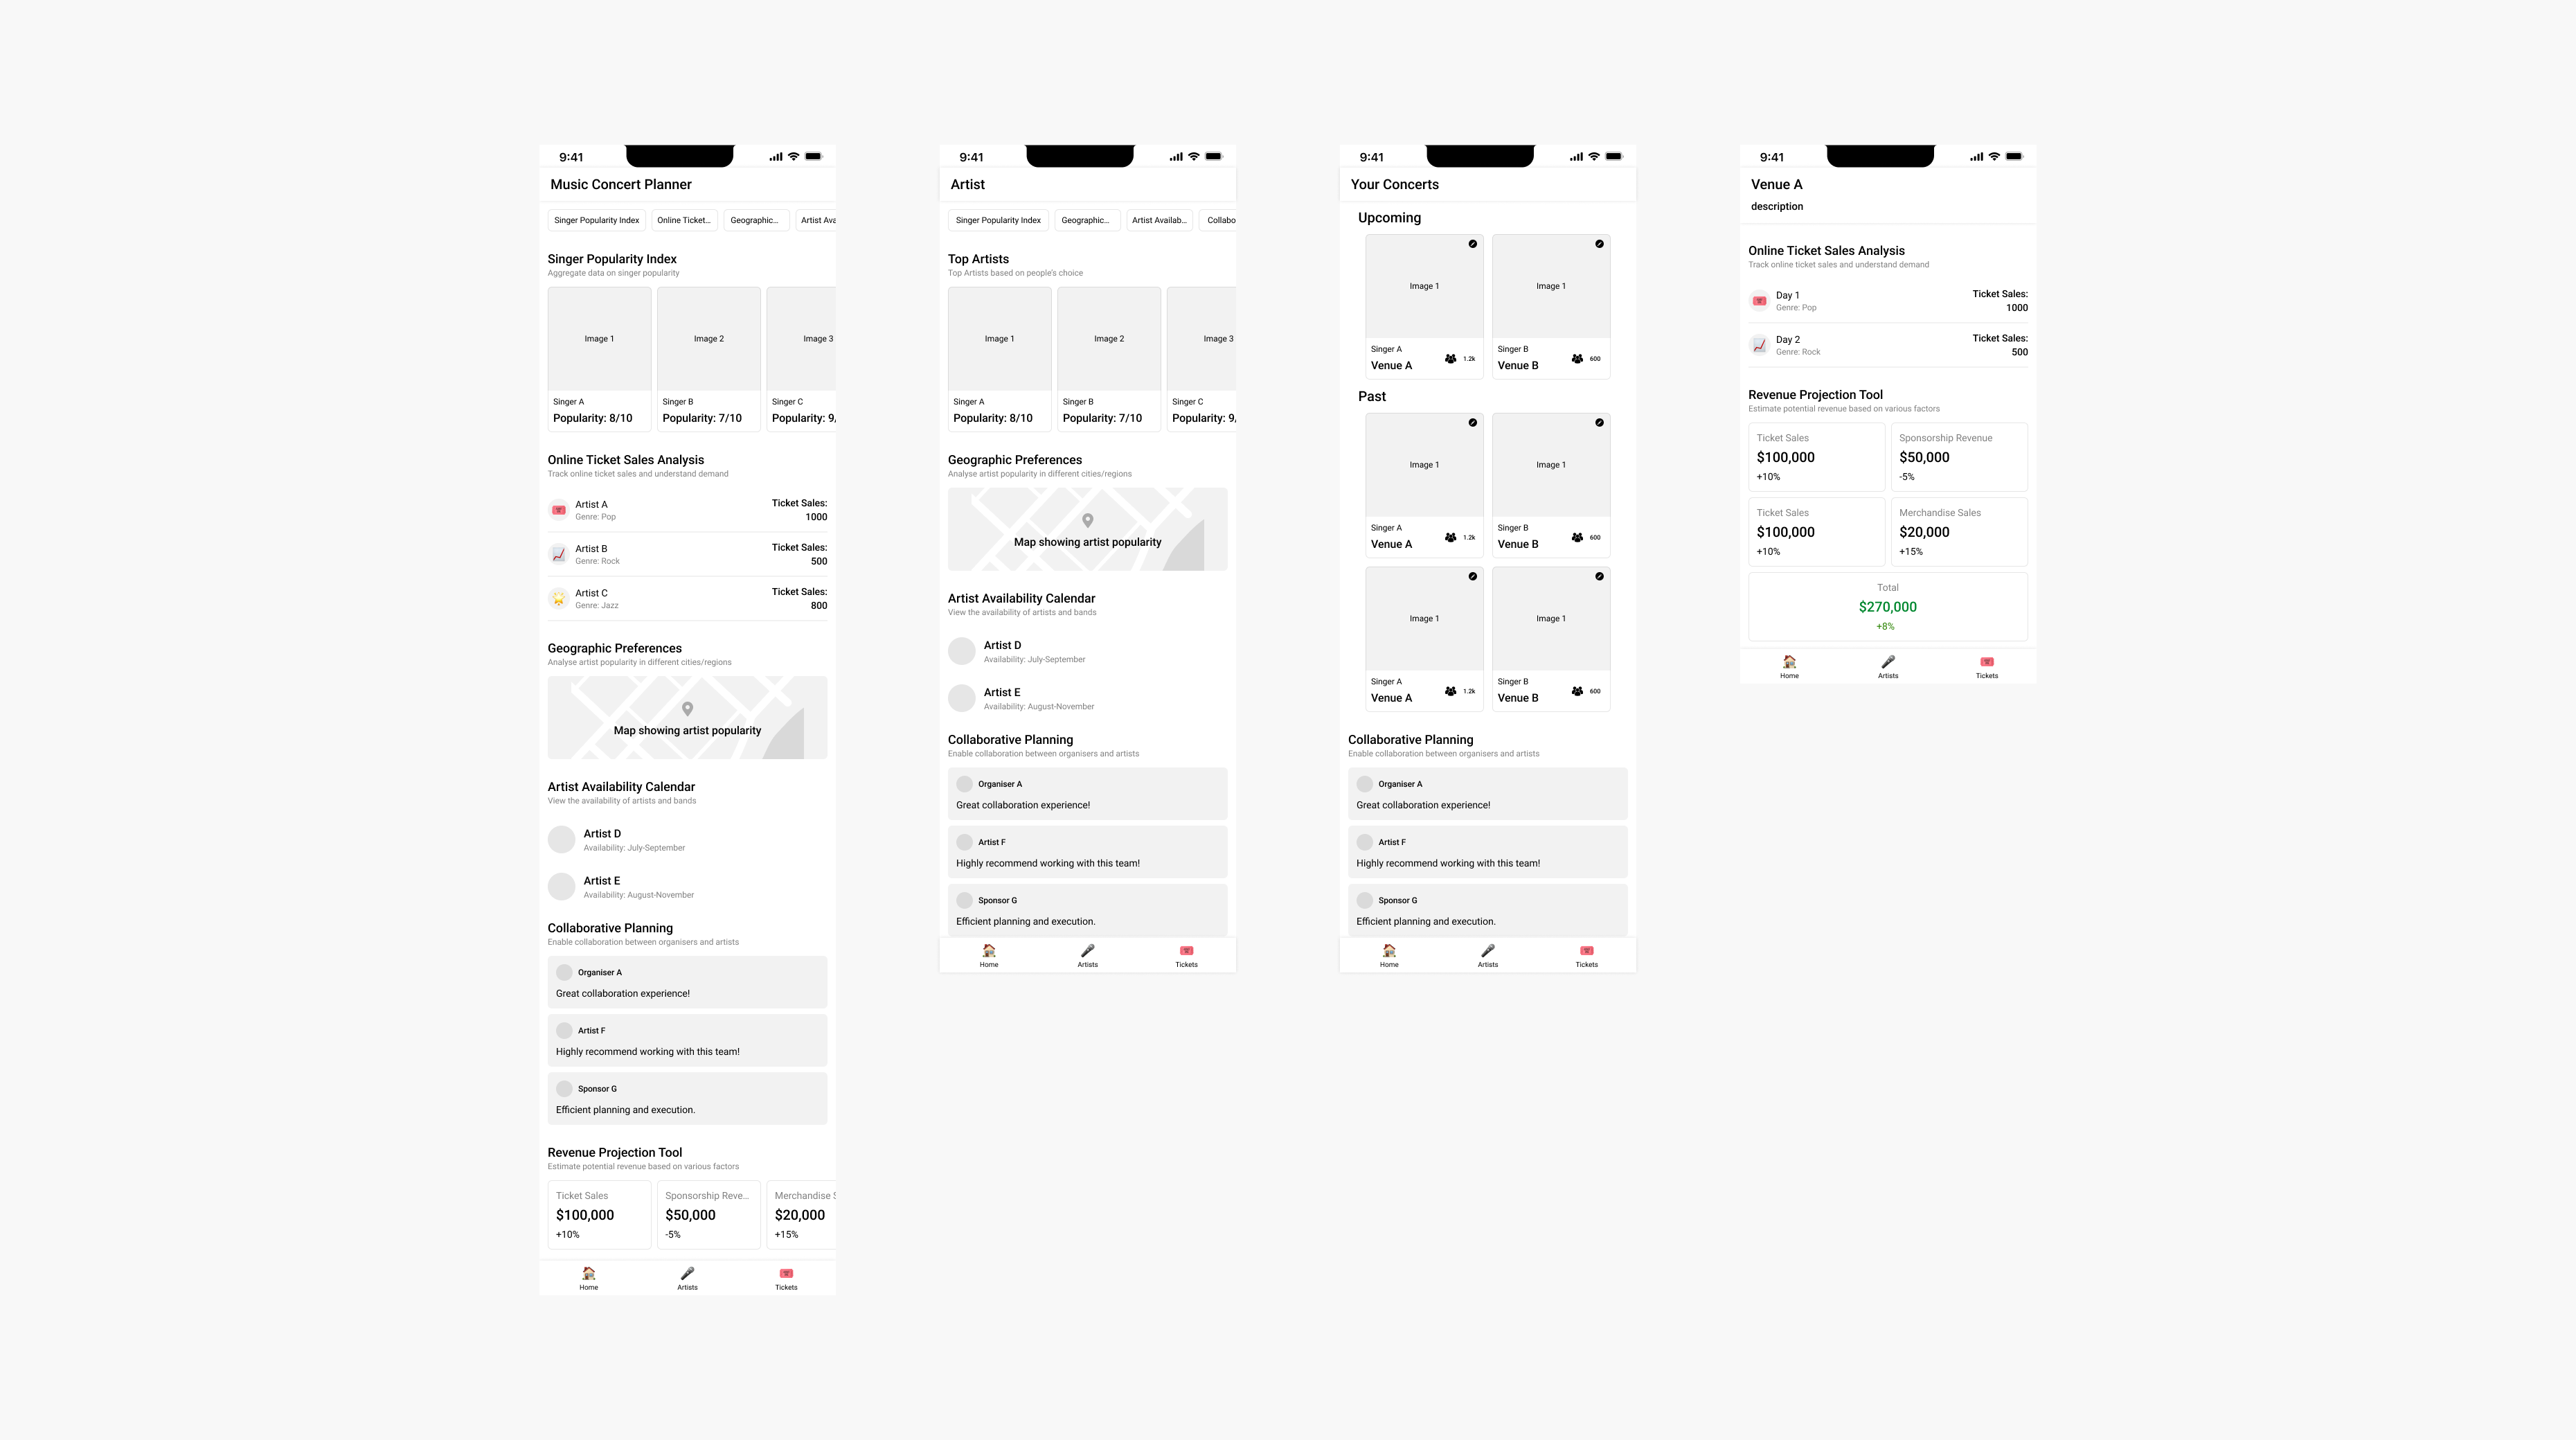 9:41
Music Concert Planner
Singer Popularity Index
Online Ticket...
Geographic...
Artist Ava
Singer Popularity Index
Aggregate data on singer popularity
Image 1
Image 2
Image 3
Singer A
Popularity: 8/10
Singer B
Popularity: 7/10
Singer C
Popularity: 9/
Online Ticket Sales Analysis
Track online ticket sales and understand demand
Artist A
Genre: Pop
Ticket Sales:
1000
Artist B
Genre: Rock
Ticket Sales:
500
Artist C
Genre: Jazz
Ticket Sales:
800
Geographic Preferences
Analyse artist popularity in different cities/regions
Map showing artist popularity
Artist Availability Calendar
View the availability of artists and bands
Artist D
Availability: July-September
Artist E
Availability: August-November
Collaborative Planning
Enable collaboration between organisers and artists
Organiser A
Great collaboration experience!
Artist F
Highly recommend working with this team!
Sponsor G
Efficient planning and execution.
Revenue Projection Tool
Estimate potential revenue based on various factors
Ticket Sales
$100,000
+10%
Sponsorship Reve...
$50,000
-5%
Merchandise S
$20,000
+15%
Home
Artists
Tickets
9:41
Artist
Singer Popularity Index
Geographic...
Artist Availab...
Collabo
Top Artists
Top Artists based on people's choice
Image 1
Image 2
Image 3
Singer A
Popularity: 8/10
Singer B
Popularity: 7/10
Singer C
Popularity: 9/
Geographic Preferences
Analyse artist popularity in different cities/regions
Map showing artist popularity
Artist Availability Calendar
View the availability of artists and bands
Artist D
Availability: July-September
Artist E
Availability: August-November
Collaborative Planning
Enable collaboration between organisers and artists
Organiser A
Great collaboration experience!
Artist F
Highly recommend working with this team!
Sponsor G
Efficient planning and execution.
Home
Artists
Tickets
9:41
Your Concerts
Upcoming
Image 1
Image 1
Singer A
Venue A
1.2k
Singer B
Venue B
600
Past
Image 1
Image 1
Singer A
Venue A
1.2k
Singer B
Venue B
600
Image 1
Image 1
Singer A
Venue A
1.2k
Singer B
Venue B
600
Collaborative Planning
Enable collaboration between organisers and artists
Organiser A
Great collaboration experience!
Artist F
Highly recommend working with this team!
Sponsor G
Efficient planning and execution.
Home
Artists
Tickets
9:41
Venue A
description
Online Ticket Sales Analysis
Track online ticket sales and understand demand
Day 1
Genre: Pop
Ticket Sales:
1000
Day 2
Genre: Rock
Ticket Sales:
500
Revenue Projection Tool
Estimate potential revenue based on various factors
Ticket Sales
$100,000
+10%
Sponsorship Revenue
$50,000
-5%
Ticket Sales
$100,000
+10%
Merchandise Sales
$20,000
+15%
Total
$270,000
+8%
Home
Artists
Tickets